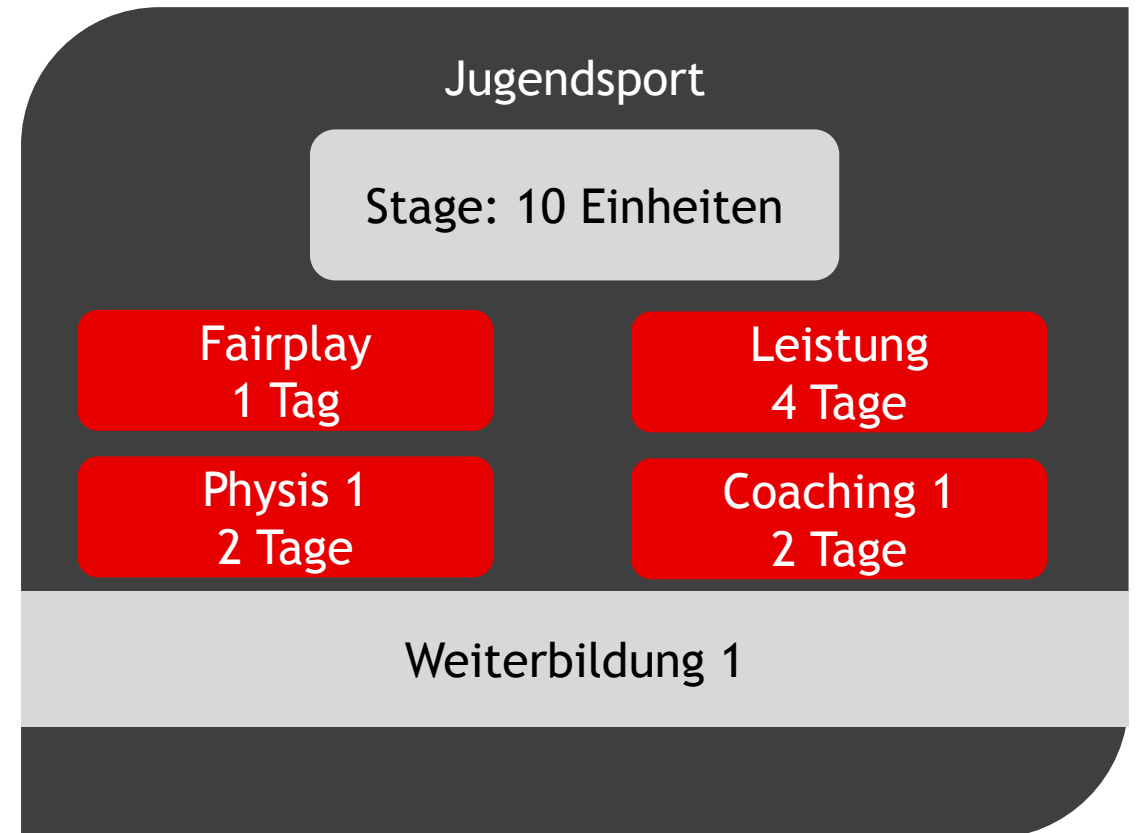 Jugendsport
Stage: 10 Einheiten
Fairplay
1 Tag
Leistung
4 Tage
Physis 1
2 Tage
Coaching 1
2 Tage
Weiterbildung 1